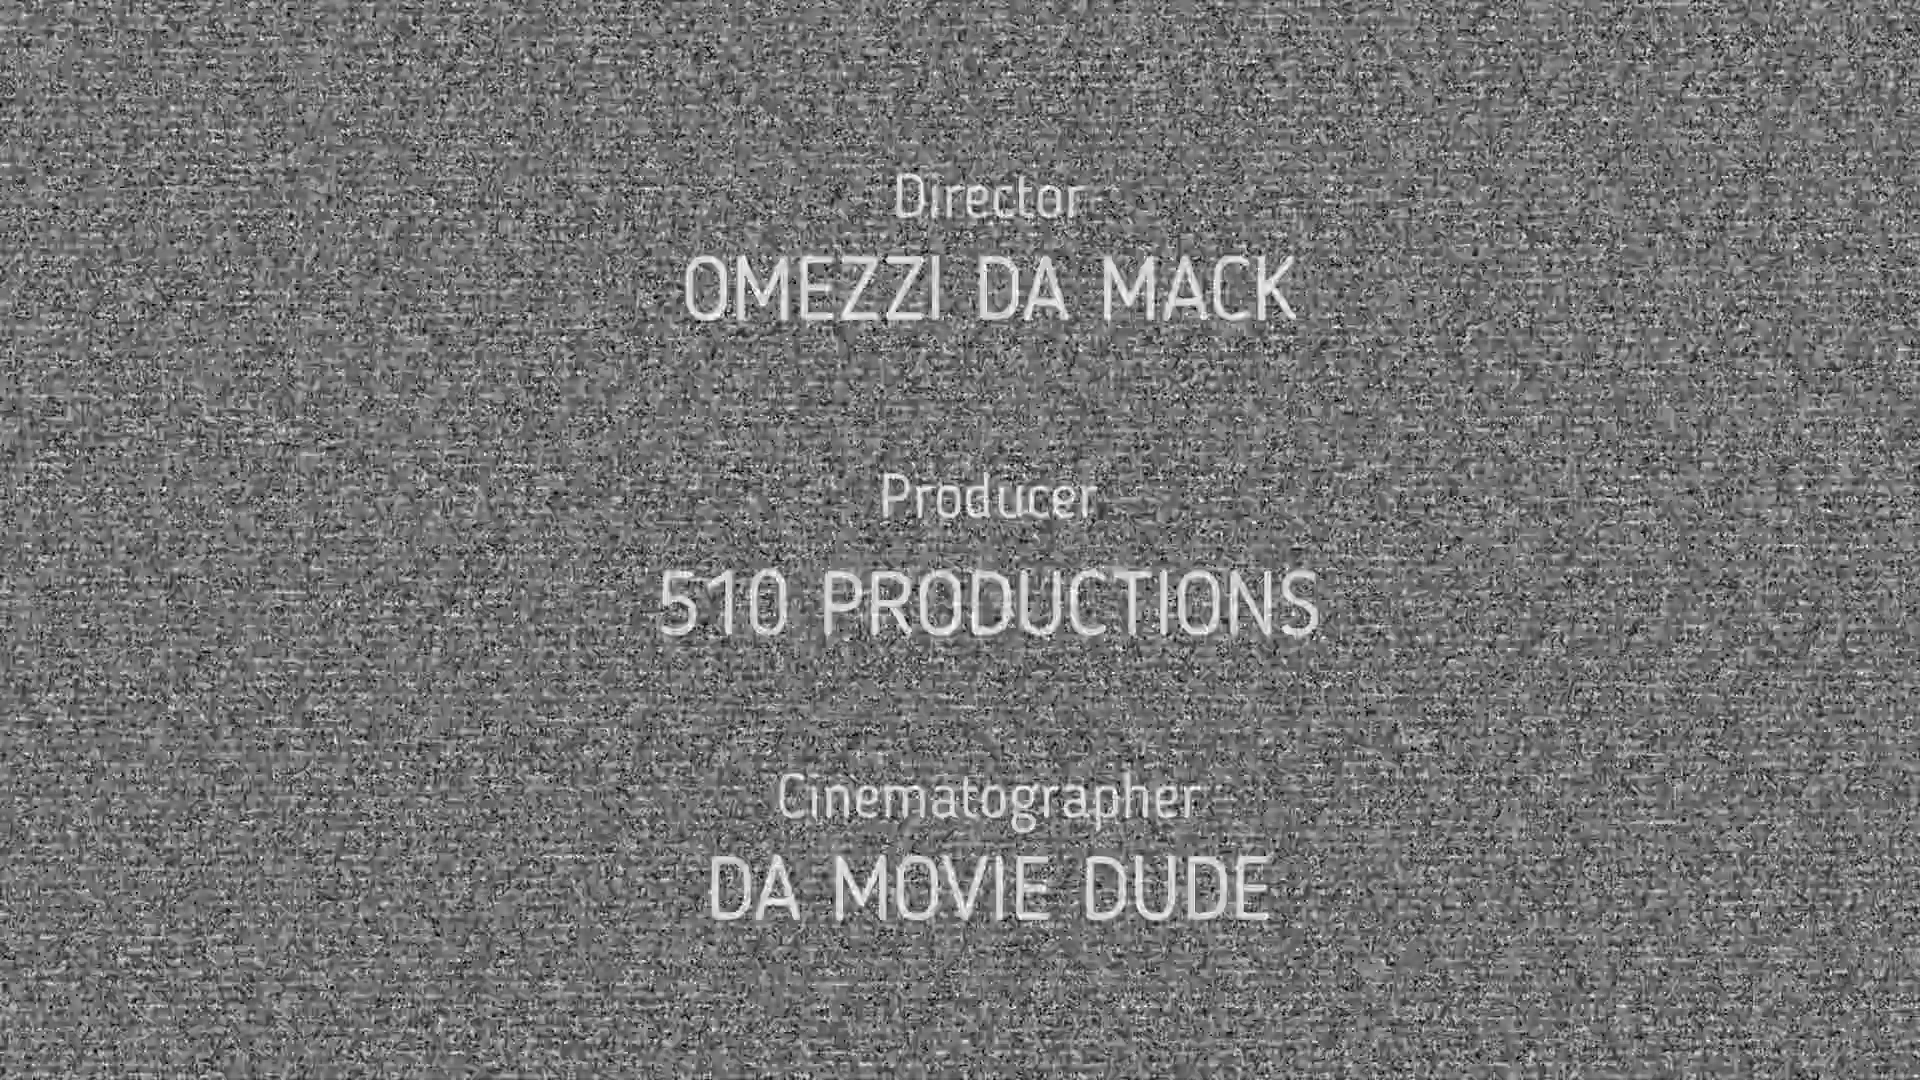 Director
OMEZZI DA MACK
Producer
510 PRODUCTIONS
Cinematographer
DA MOVIE DUDE